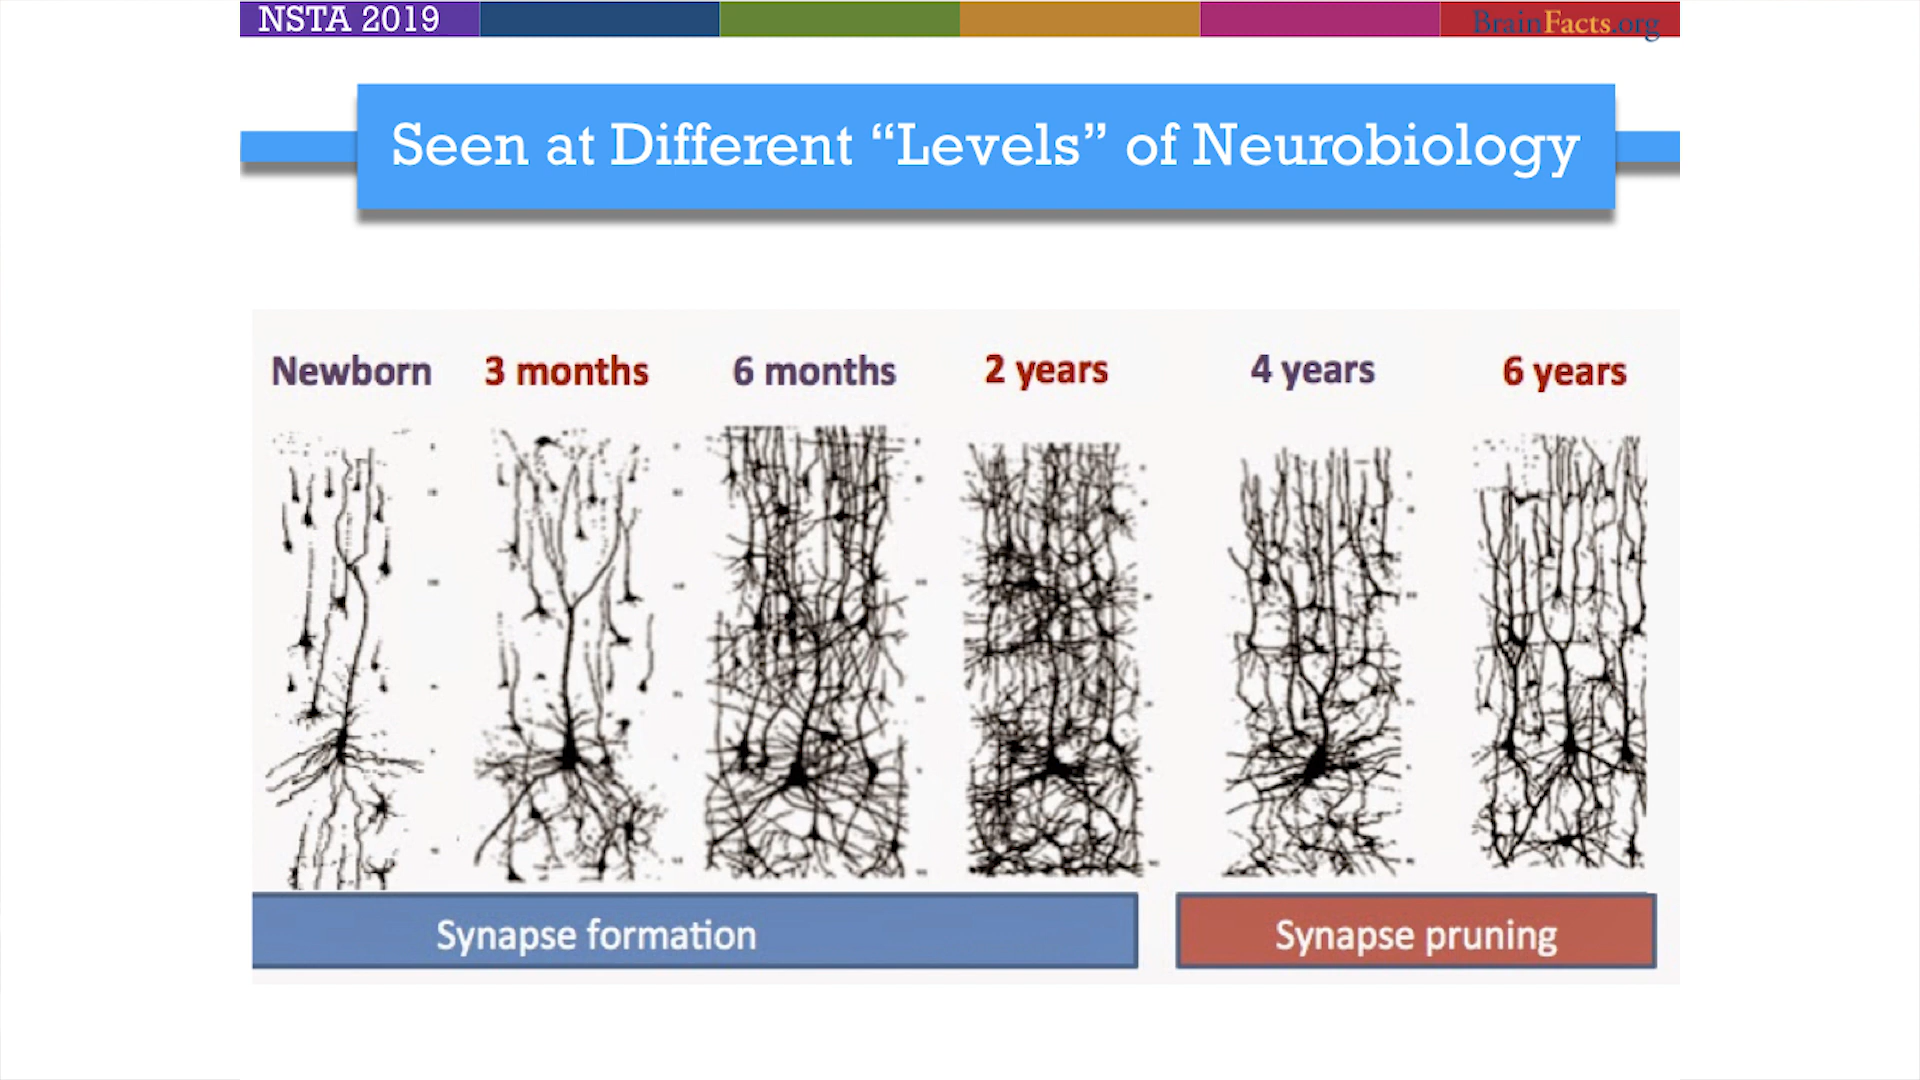 NSTA 2019
BrainFacts.org
Seen at Different “Levels” of Neurobiology
Newborn 3 months 6 months 2 years 4 years 6 years
Synapse formation Synapse pruning